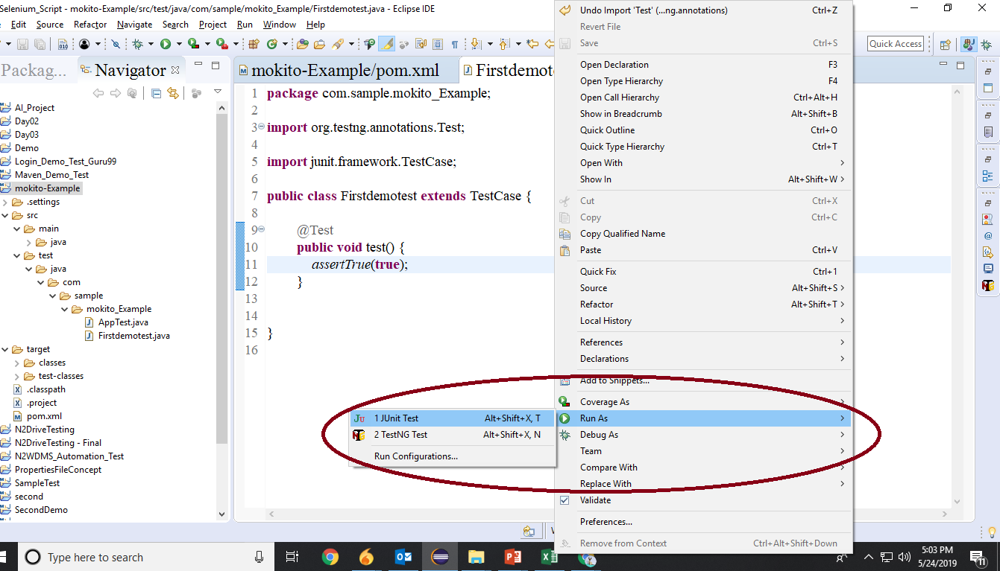 Selenium_Script - mokito-Example/src/test/java/com/sample/mokito_Example/Firstdemotest.java - Eclipse IDE
Edit Source Refactor Navigate Search Project Run Window Help
Quick Access
Packag...
Navigator
AI_Project
Day02
Day03
Demo
Login_Demo_Test_Guru99
Maven_Demo_Test
mokito-Example
.settings
src
main
java
test
java
com
sample
mokito_Example
AppTest.java
Firstdemotest.java
target
classes
test-classes
.classpath
.project
pom.xml
N2DriveTesting
N2DriveTesting - Final
N2WDMS_Automation_Test
PropertiesFileConcept
SampleTest
second
SecondDemo
mokito-Example/pom.xml
Firstdemot
1 package com.sample.mokito_Example;
2
3 import org.testng.annotations.Test;
4
5 import junit.framework.TestCase;
6
7 public class Firstdemotest extends TestCase {
8
9 @Test
10 public void test() {
11 assertTrue(true);
12 }
13
14
15 }
16
Undo Import 'Test' (...ng.annotations) Ctrl+Z
Revert File
Save Ctrl+S
Open Declaration F3
Open Type Hierarchy F4
Open Call Hierarchy Ctrl+Alt+H
Show in Breadcrumb Alt+Shift+B
Quick Outline Ctrl+O
Quick Type Hierarchy Ctrl+T
Open With
Show In Alt+Shift+W
Cut Ctrl+X
Copy Ctrl+C
Copy Qualified Name
Paste Ctrl+V
Quick Fix Ctrl+1
Source Alt+Shift+S
Refactor Alt+Shift+T
Local History
References
Declarations
Add to Snippets...
Coverage As
Run As
Debug As
Team
Compare With
Replace With
Validate
Preferences...
Remove from Context Ctrl+Alt+Shift+Down
1 JUnit Test Alt+Shift+X, T
2 TestNG Test Alt+Shift+X, N
Run Configurations...
Type here to search
5:03 PM
5/24/2019
11